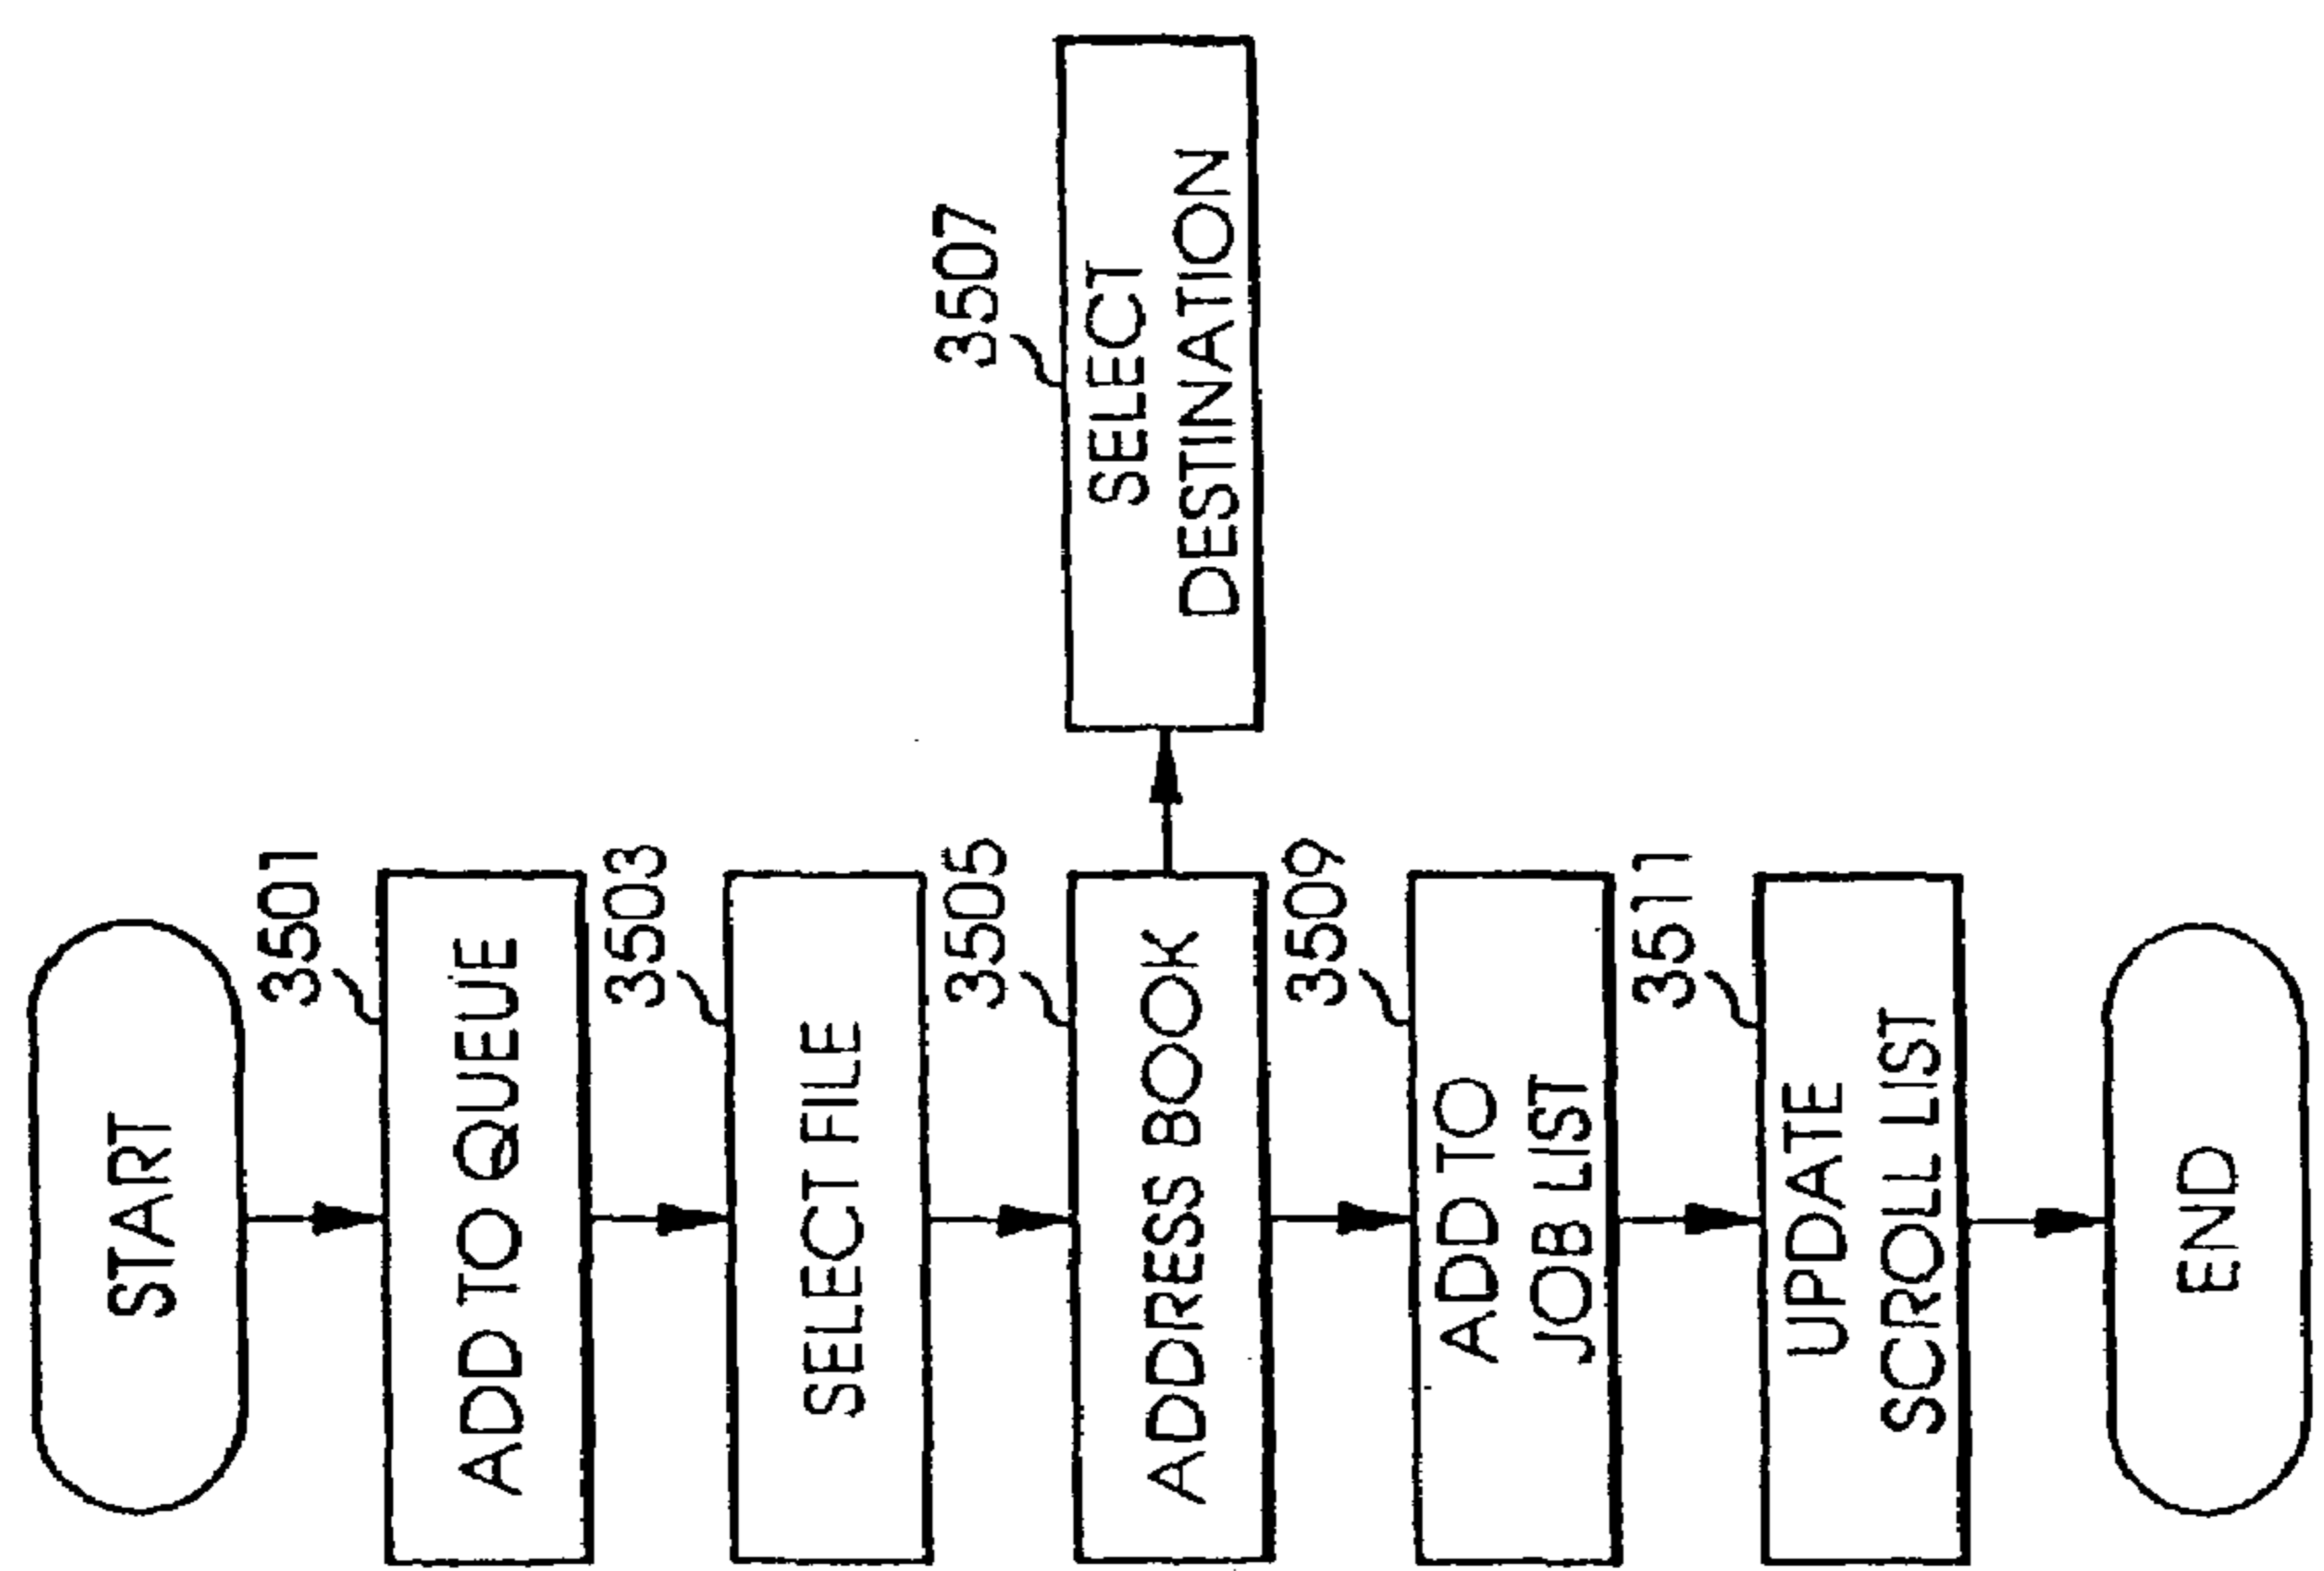 START
3501
ADD TO QUEUE
3503
SELECT FILE
3505
ADDRESS BOOK
3507
SELECT
DESTINATION
3509
ADD TO
JOB LIST
3511
UPDATE
SCROLL LIST
END